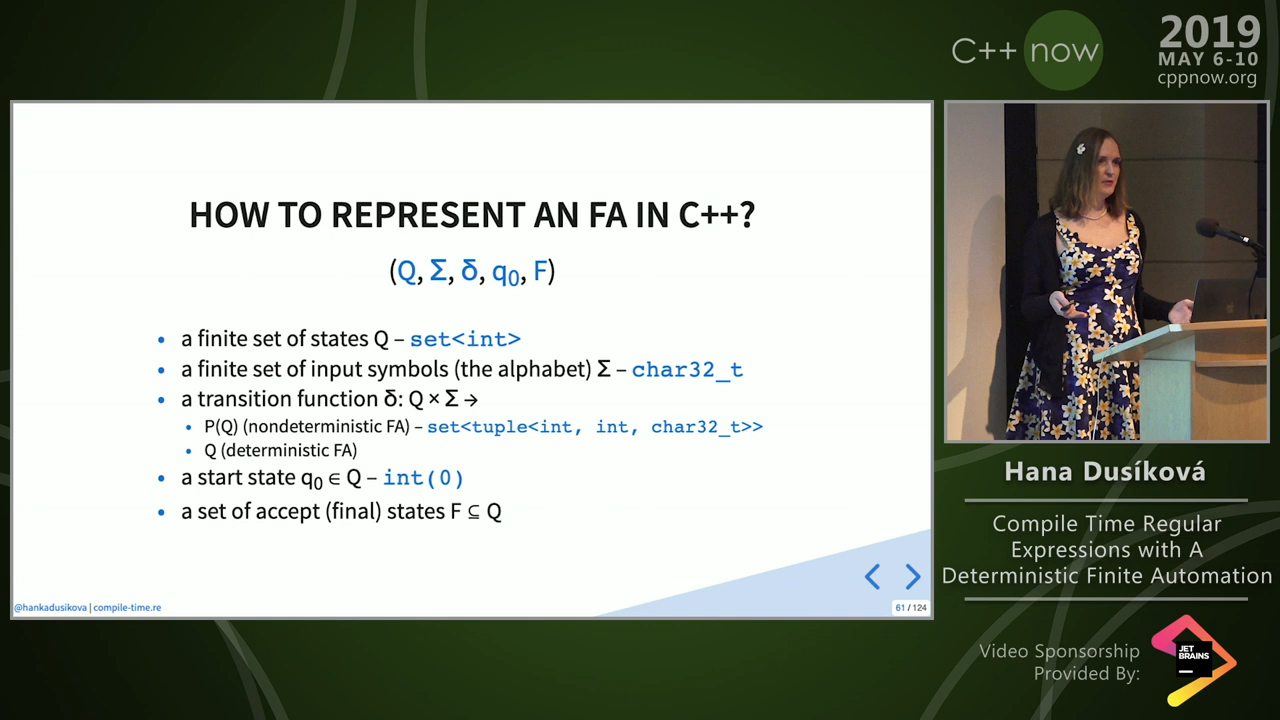 C++ now
2019
MAY 6-10
cppnow.org
HOW TO REPRESENT AN FA IN C++?
(Q, Σ, δ, q₀, F)
• a finite set of states Q – set<int>
• a finite set of input symbols (the alphabet) Σ – char32_t
• a transition function δ: Q × Σ →
• P(Q) (nondeterministic FA) – set<tuple<int, int, char32_t>>
• Q (deterministic FA)
• a start state q₀ ∈ Q – int(0)
• a set of accept (final) states F ⊆ Q
@hankadusikova | compile-time.re
61 / 124
Hana Dusíková
Compile Time Regular
Expressions with A
Deterministic Finite Automation
Video Sponsorship
Provided By:
JET
BRAINS